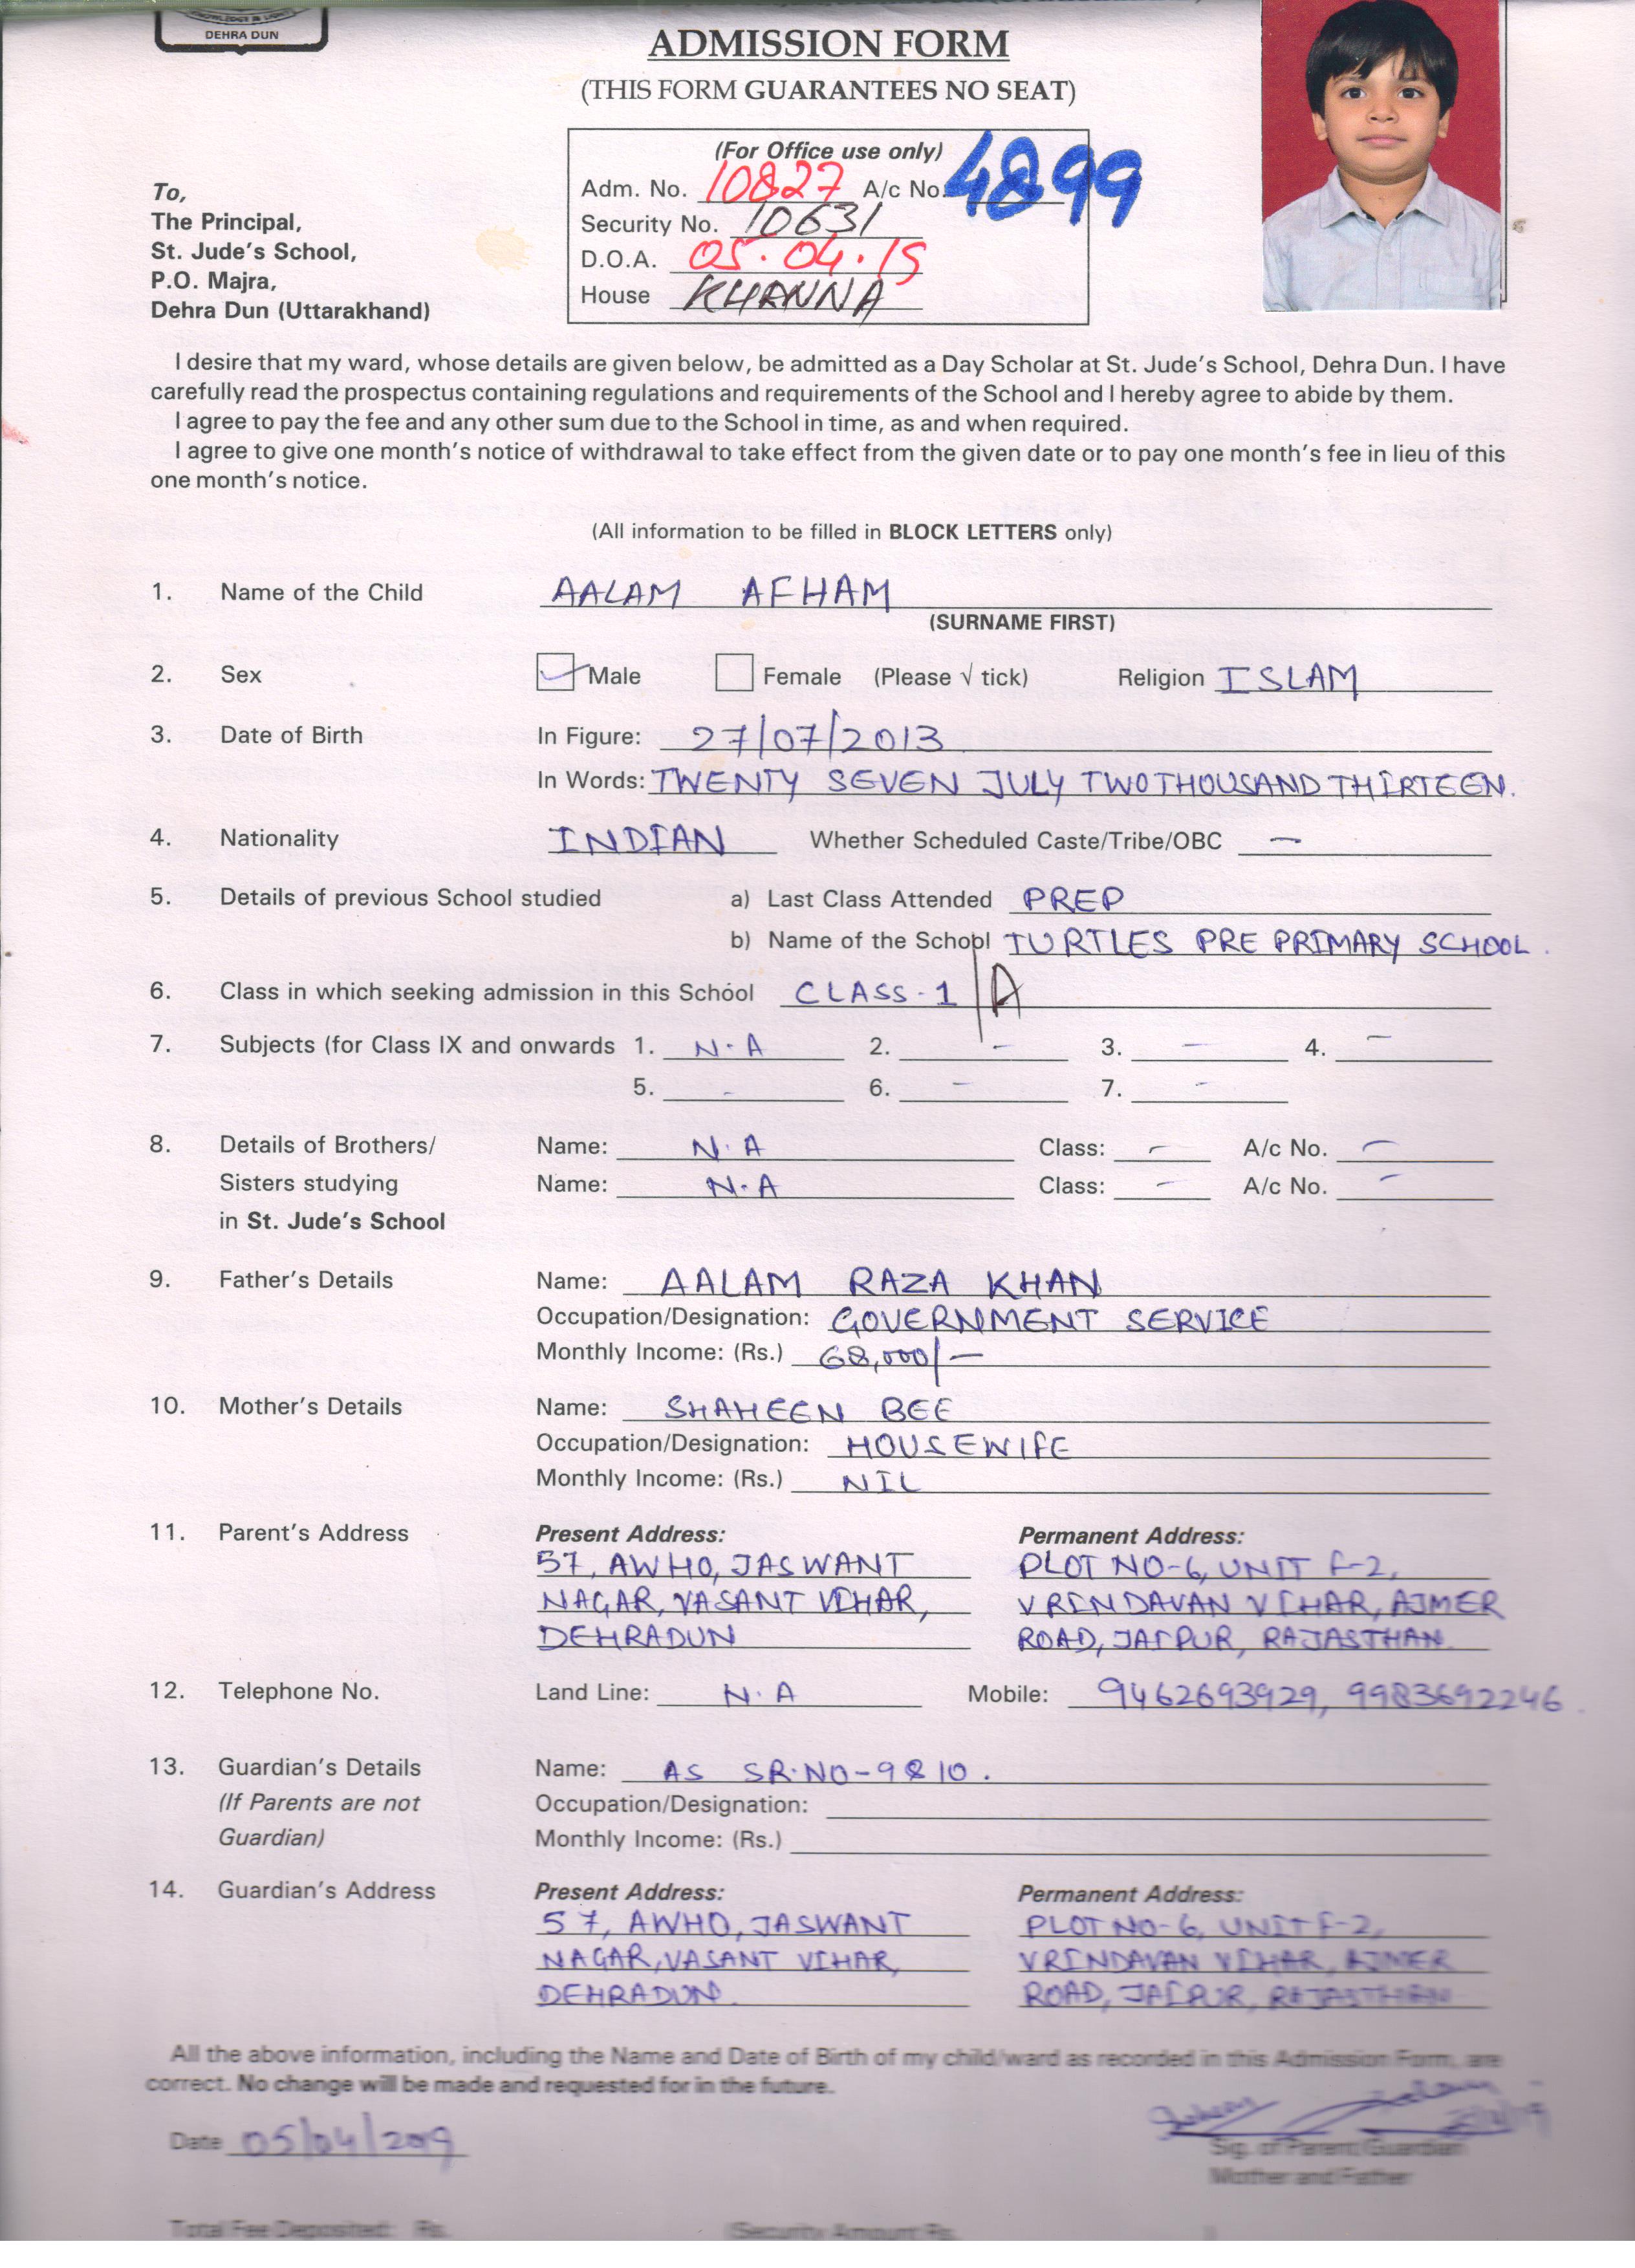 KNOWLEDGE IS LIGHT
DEHRA DUN
ADMISSION FORM
(THIS FORM GUARANTEES NO SEAT)
(For Office use only)
Adm. No. 10827 A/c No. 4899
Security No. 10631
D.O.A. 05.04.19
House KHANNA
To,
The Principal,
St. Jude's School,
P.O. Majra,
Dehra Dun (Uttarakhand)
I desire that my ward, whose details are given below, be admitted as a Day Scholar at St. Jude's School, Dehra Dun. I have
carefully read the prospectus containing regulations and requirements of the School and I hereby agree to abide by them.
I agree to pay the fee and any other sum due to the School in time, as and when required.
I agree to give one month's notice of withdrawal to take effect from the given date or to pay one month's fee in lieu of this
one month's notice.
(All information to be filled in BLOCK LETTERS only)
1. Name of the Child AALAM AFHAM
(SURNAME FIRST)
2. Sex Male Female (Please √ tick) Religion ISLAM
3. Date of Birth In Figure: 27/07/2013
In Words: TWENTY SEVEN JULY TWO THOUSAND THIRTEEN.
4. Nationality INDIAN Whether Scheduled Caste/Tribe/OBC —
5. Details of previous School studied a) Last Class Attended PREP
b) Name of the School TURTLES PRE PRIMARY SCHOOL.
6. Class in which seeking admission in this School CLASS-1 / A
7. Subjects (for Class IX and onwards 1. N.A 2. – 3. – 4. –
5. – 6. – 7. –
8. Details of Brothers/ Name: N.A Class: – A/c No. –
Sisters studying Name: N.A Class: – A/c No. –
in St. Jude's School
9. Father's Details Name: AALAM RAZA KHAN
Occupation/Designation: GOVERNMENT SERVICE
Monthly Income: (Rs.) 68,000/—
10. Mother's Details Name: SHAHEEN BEE
Occupation/Designation: HOUSEWIFE
Monthly Income: (Rs.) NIL
11. Parent's Address Present Address: Permanent Address:
57, AWHO, JASWANT PLOT NO-6, UNIT F-2,
NAGAR, VASANT VIHAR, VRINDAVAN VIHAR, AJMER
DEHRADUN ROAD, JAIPUR, RAJASTHAN.
12. Telephone No. Land Line: N.A Mobile: 9462693929, 9983692246.
13. Guardian's Details Name: AS SR.NO-9 & 10.
(If Parents are not Occupation/Designation:
Guardian) Monthly Income: (Rs.)
14. Guardian's Address Present Address: Permanent Address:
57, AWHO, JASWANT PLOT NO-6, UNIT F-2,
NAGAR, VASANT VIHAR, VRINDAVAN VIHAR, AJMER
DEHRADUN. ROAD, JAIPUR, RAJASTHAN
All the above information, including the Name and Date of Birth of my child/ward as recorded in this Admission Form, are
correct. No change will be made and requested for in the future.
Date 05/04/2019
Sig. of Parent/Guardian
Mother and Father
Total Fee Deposited: Rs. (Security Amount Rs.